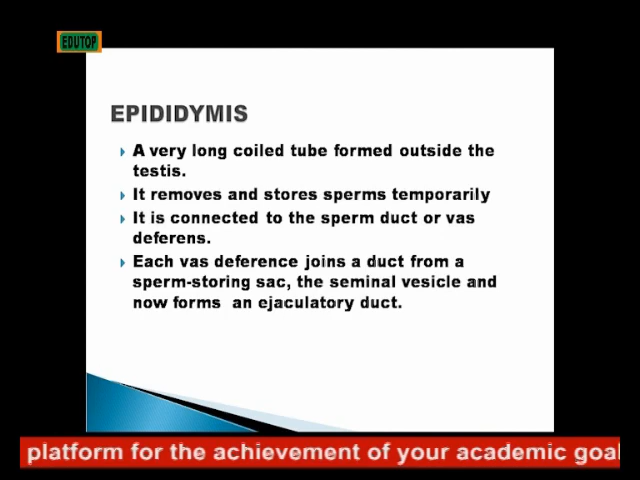 EDUTOP
EPIDIDYMIS
A very long coiled tube formed outside the
testis.
It removes and stores sperms temporarily
It is connected to the sperm duct or vas
deferens.
Each vas deference joins a duct from a
sperm-storing sac, the seminal vesicle and
now forms an ejaculatory duct.
platform for the achievement of your academic goal